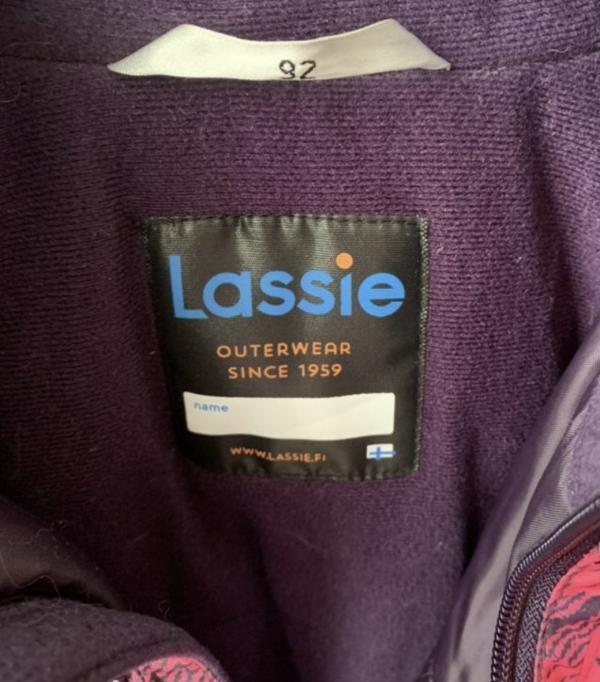 92
Lassie
OUTERWEAR
SINCE 1959
name
WWW.LASSIE.FI